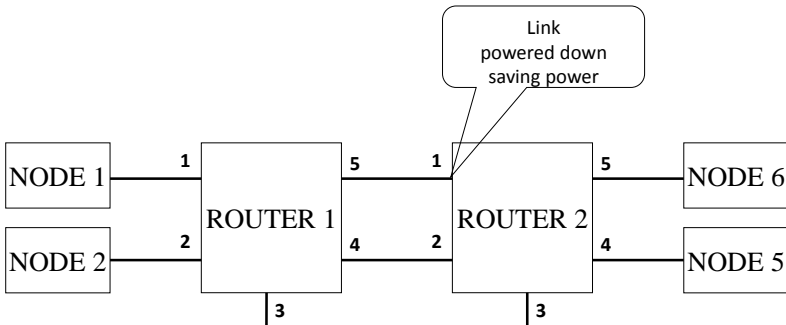 Link
powered down
saving power
1 5 1 5
NODE 1 NODE 6
ROUTER 1 ROUTER 2
2 4 2 4
NODE 2 NODE 5
3 3